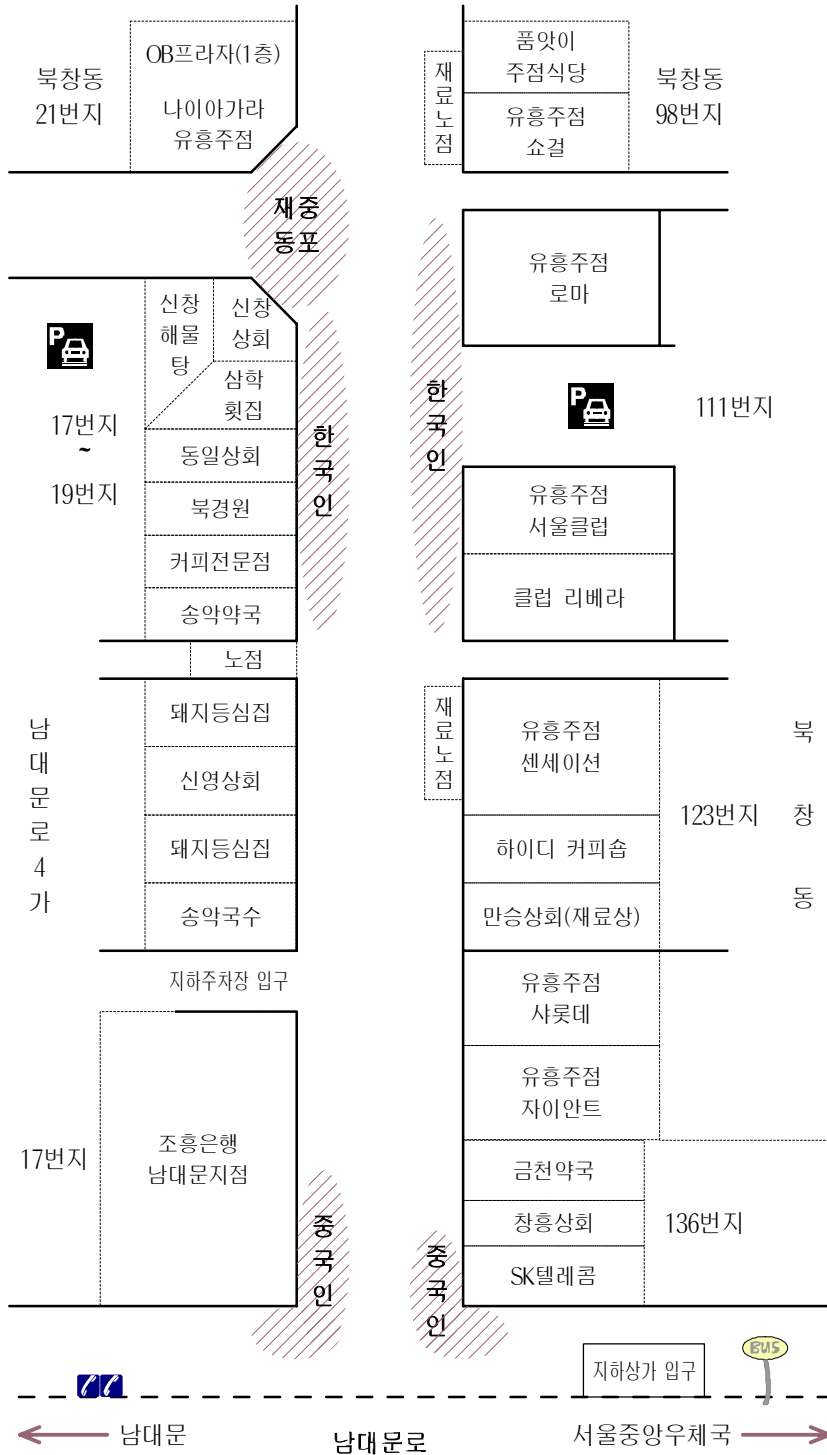 OB프라자(1층)
나이아가라
유흥주점
북창동
21번지
재료노점
품앗이
주점식당
유흥주점
쇼걸
북창동
98번지
재중
동포
유흥주점
로마
P
신창
해물
탕
신창
상회
삼학
횟집
17번지
~
19번지
한국인
한국인
P
111번지
동일상회
북경원
커피전문점
송악약국
유흥주점
서울클럽
클럽 리베라
노점
남대문로4가
돼지등심집
신영상회
돼지등심집
송악국수
재료노점
유흥주점
센세이션
하이디 커피숍
만승상회(재료상)
123번지
북창동
지하주차장 입구
유흥주점
샤롯데
유흥주점
자이안트
17번지
조흥은행
남대문지점
중국인
중국인
금천약국
창흥상회
SK텔레콤
136번지
지하상가 입구
BUS
남대문
남대문로
서울중앙우체국